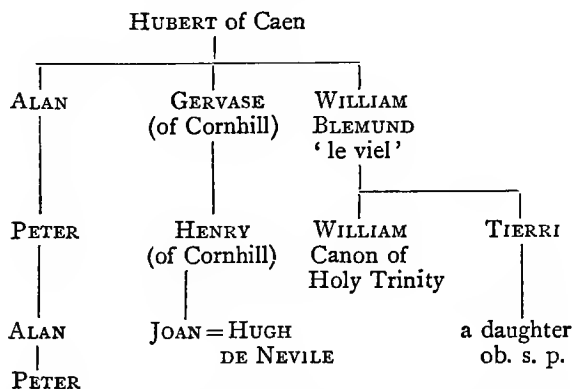 HUBERT of Caen
ALAN GERVASE WILLIAM
(of Cornhill) BLEMUND
‘ le viel ’
PETER HENRY WILLIAM TIERRI
(of Cornhill) Canon of
Holy Trinity
ALAN JOAN = HUGH a daughter
DE NEVILE ob. s. p.
PETER